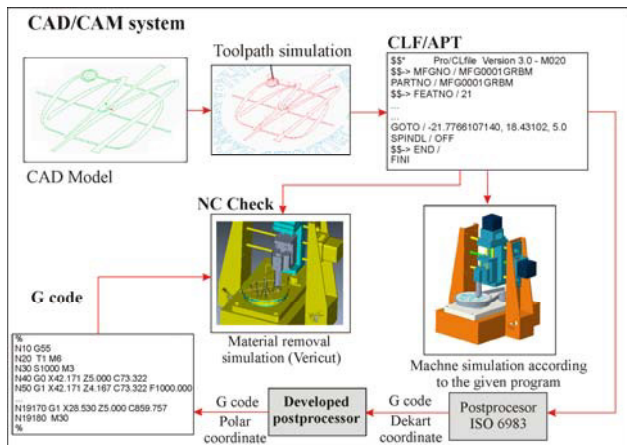 CAD/CAM system
Toolpath simulation
CLF/APT
$$* Pro/CLfile Version 3.0 - M020
$$-> MFGNO / MFG0001GRBM
PARTNO / MFG0001GRBM
$$-> FEATNO / 21
...
...
GOTO / -21.7766107140, 18.43102, 5.0
SPINDL / OFF
$$-> END /
FINI
CAD Model
NC Check
Material removal
simulation (Vericut)
Machne simulation according
to the given program
G code
%
N10 G55
N20 T1 M6
N30 S1000 M3
N40 G0 X42.171 Z5.000 C73.322
N50 G1 X42.171 Z4.167 C73.322 F1000.000
...
N19170 G1 X28.530 Z5.000 C859.757
N19180 M30
%
G code
Polar
coordinate
Developed
postprocessor
G code
Dekart
coordinate
Postprocesor
ISO 6983